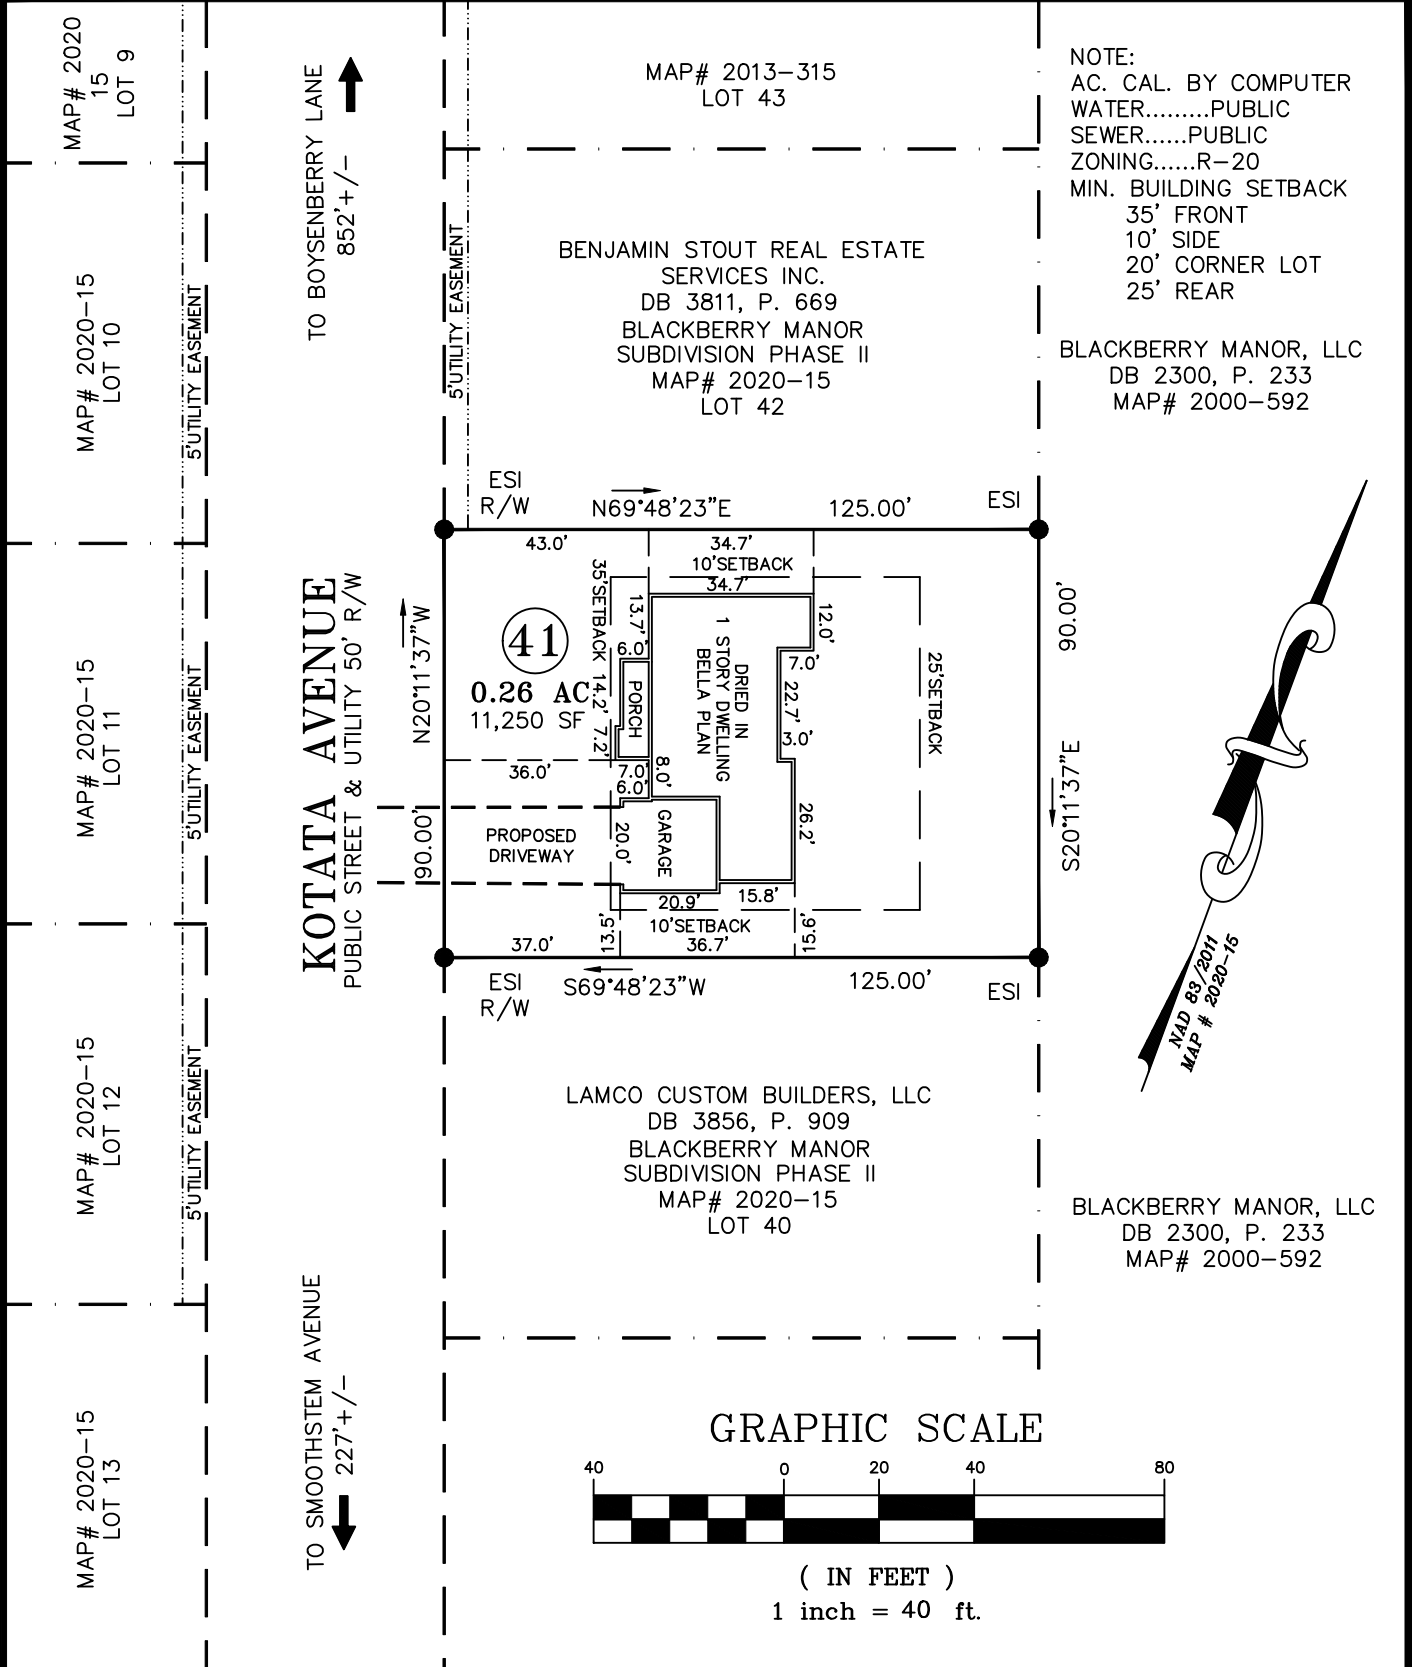 MAP# 2020
15
LOT 9
MAP# 2020-15
LOT 10
5'UTILITY EASEMENT
MAP# 2020-15
LOT 11
5'UTILITY EASEMENT
MAP# 2020-15
LOT 12
5'UTILITY EASEMENT
MAP# 2020-15
LOT 13
TO BOYSENBERRY LANE
852'+/-
KOTATA AVENUE
PUBLIC STREET & UTILITY 50' R/W
TO SMOOTHSTEM AVENUE
227'+/-
5'UTILITY EASEMENT
MAP# 2013-315
LOT 43
BENJAMIN STOUT REAL ESTATE
SERVICES INC.
DB 3811, P. 669
BLACKBERRY MANOR
SUBDIVISION PHASE II
MAP# 2020-15
LOT 42
NOTE:
AC. CAL. BY COMPUTER
WATER.........PUBLIC
SEWER......PUBLIC
ZONING......R-20
MIN. BUILDING SETBACK
35' FRONT
10' SIDE
20' CORNER LOT
25' REAR
BLACKBERRY MANOR, LLC
DB 2300, P. 233
MAP# 2000-592
ESI
R/W
N69°48'23"E
125.00'
ESI
43.0'
34.7'
10'SETBACK
34.7'
35'SETBACK
13.7'
6.0'
12.0'
7.0'
41
0.26 AC
11,250 SF
N20°11'37"W
90.00'
14.2'
7.2'
PORCH
1 STORY DWELLING
DRIED IN
BELLA PLAN
22.7'
3.0'
25'SETBACK
90.00'
S20°11'37"E
36.0'
7.0'
6.0'
8.0'
PROPOSED
DRIVEWAY
20.0'
GARAGE
26.2'
20.9'
15.8'
10'SETBACK
13.5'
15.6'
37.0'
36.7'
ESI
R/W
S69°48'23"W
125.00'
ESI
NAD 83/2011
MAP # 2020-15
LAMCO CUSTOM BUILDERS, LLC
DB 3856, P. 909
BLACKBERRY MANOR
SUBDIVISION PHASE II
MAP# 2020-15
LOT 40
BLACKBERRY MANOR, LLC
DB 2300, P. 233
MAP# 2000-592
GRAPHIC SCALE
40 0 20 40 80
( IN FEET )
1 inch = 40 ft.